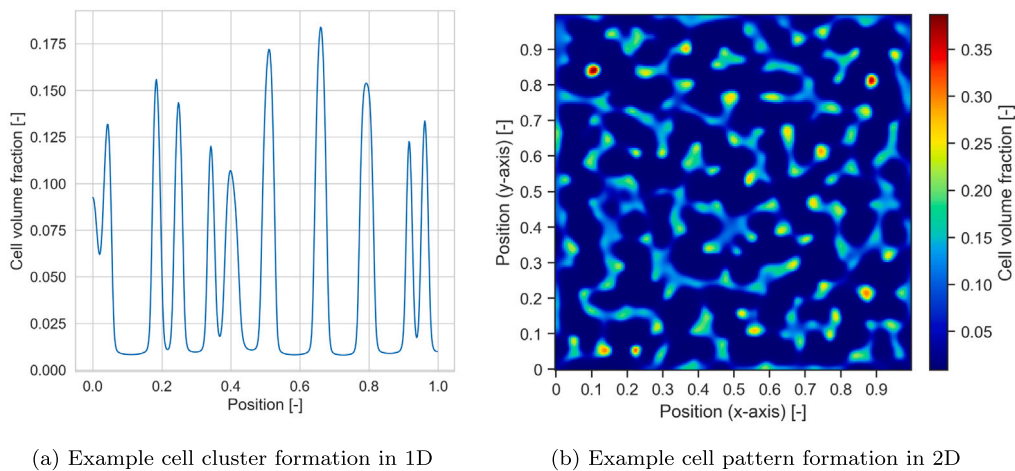 0.175
0.150
0.125
0.100
0.075
0.050
0.025
0.000
Cell volume fraction [-]
0.0 0.2 0.4 0.6 0.8 1.0
Position [-]
(a) Example cell cluster formation in 1D
0.9
0.8
0.7
0.6
0.5
0.4
0.3
0.2
0.1
0
Position (y-axis) [-]
0 0.1 0.2 0.3 0.4 0.5 0.6 0.7 0.8 0.9
Position (x-axis) [-]
0.35
0.30
0.25
0.20
0.15
0.10
0.05
Cell volume fraction [-]
(b) Example cell pattern formation in 2D